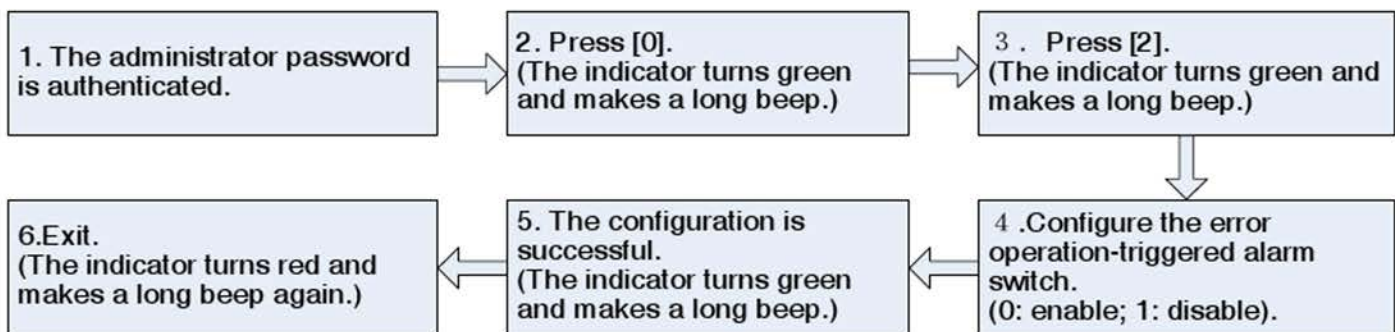 1. The administrator password
is authenticated.
2. Press [0].
(The indicator turns green
and makes a long beep.)
3 .  Press [2].
(The indicator turns green and
makes a long beep.)
4 .Configure the error
operation-triggered alarm
switch.
(0: enable; 1: disable).
5. The configuration is
successful.
(The indicator turns green
and makes a long beep.)
6.Exit.
(The indicator turns red and
makes a long beep again.)